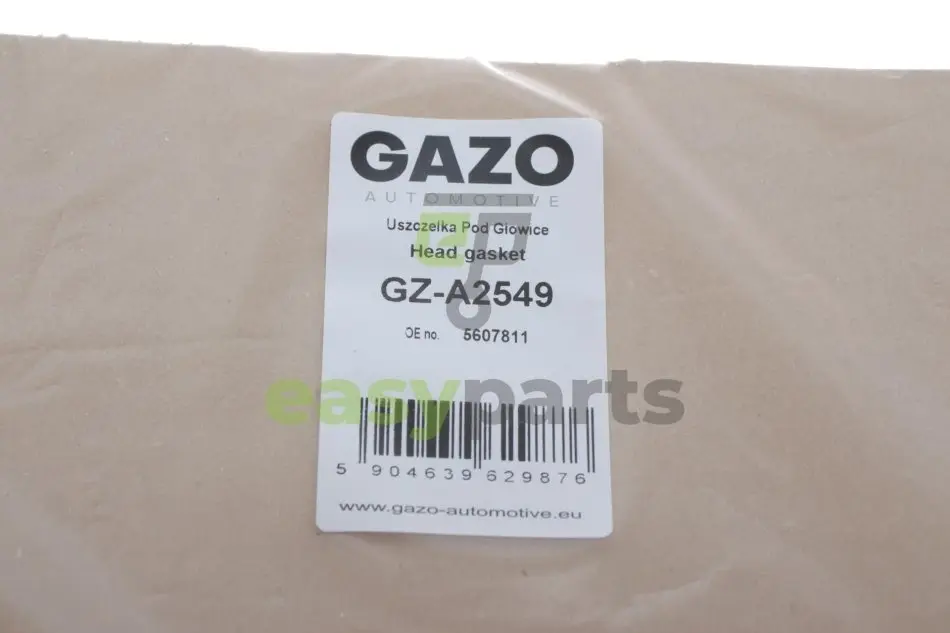 GAZO
AUTOMOTIVE
Uszczelka Pod Glowice
Head gasket
GZ-A2549
OE no. 5607811
easyparts
5 904639 629876
www.gazo-automotive.eu